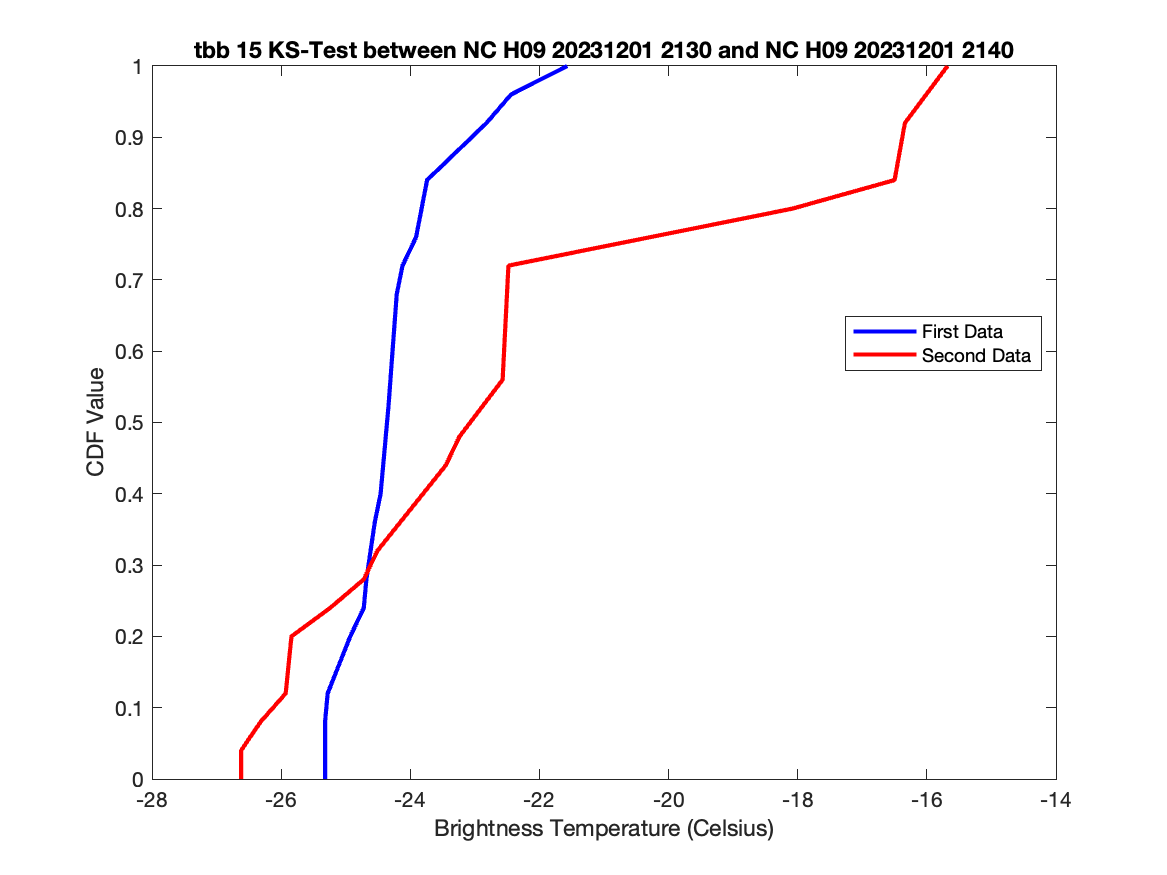 tbb 15 KS-Test between NC H09 20231201 2130 and NC H09 20231201 2140
1
0.9
0.8
0.7
0.6
0.5
0.4
0.3
0.2
0.1
0
CDF Value
First Data
Second Data
-28 -26 -24 -22 -20 -18 -16 -14
Brightness Temperature (Celsius)